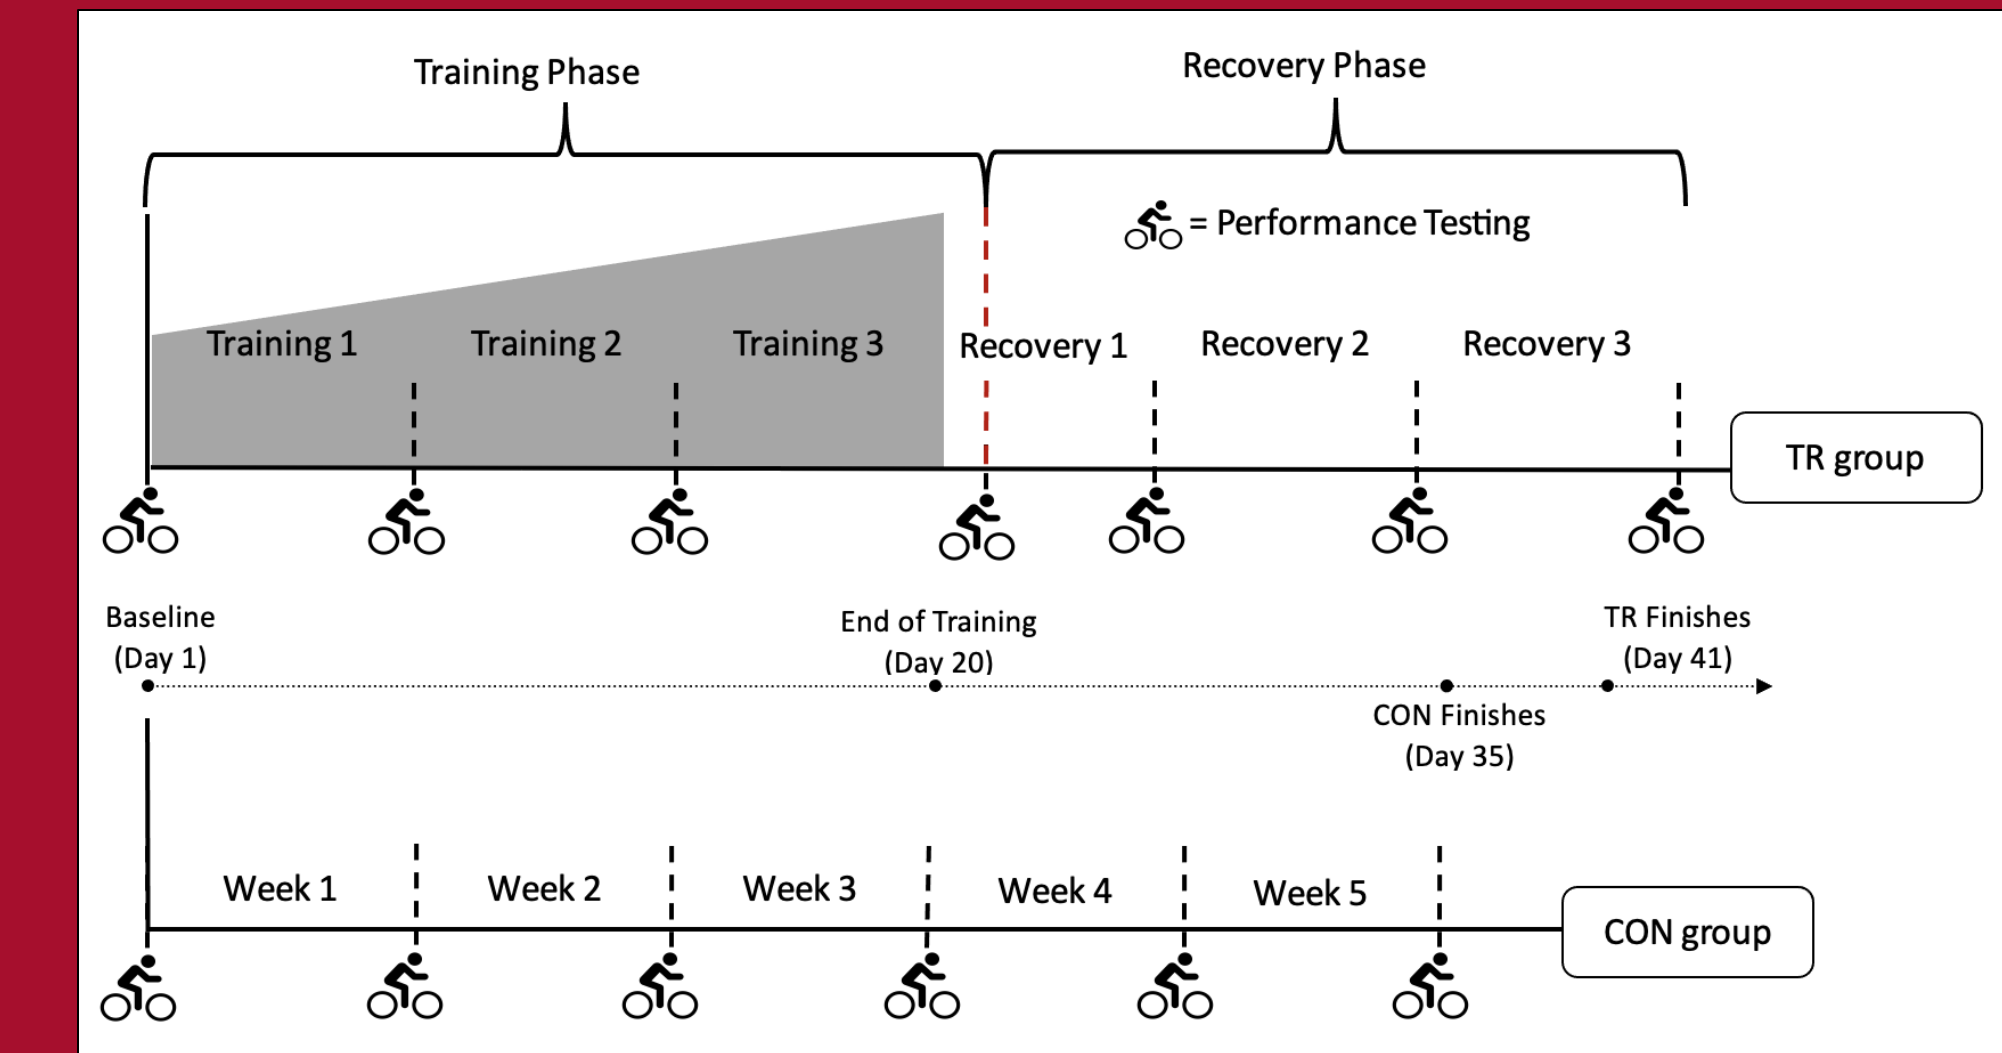 Training Phase
Recovery Phase
= Performance Testing
Training 1
Training 2
Training 3
Recovery 1
Recovery 2
Recovery 3
TR group
Baseline
(Day 1)
End of Training
(Day 20)
TR Finishes
(Day 41)
CON Finishes
(Day 35)
Week 1
Week 2
Week 3
Week 4
Week 5
CON group